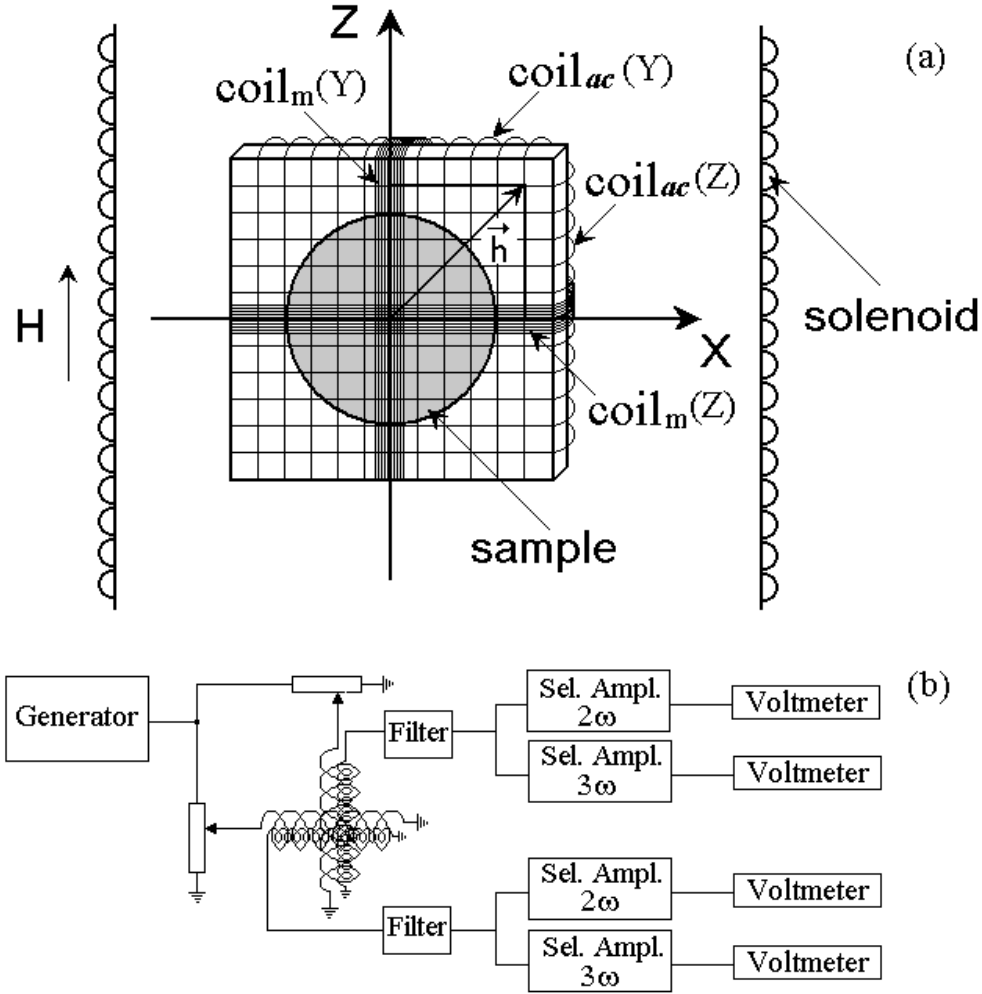 Z
(a)
coil_m(Y)
coil_ac(Y)
coil_ac(Z)
h
H
solenoid
X
coil_m(Z)
sample
(b)
Generator
Filter
Sel. Ampl.
2ω
Voltmeter
Sel. Ampl.
3ω
Voltmeter
Filter
Sel. Ampl.
2ω
Voltmeter
Sel. Ampl.
3ω
Voltmeter